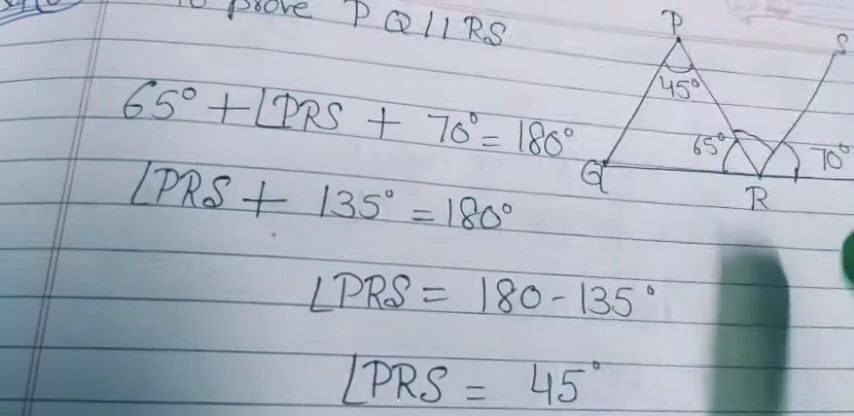 prove PQ||RS
65° + ∠PRS + 70° = 180°
∠PRS + 135° = 180°
∠PRS = 180 - 135°
∠PRS = 45°
P
S
45°
65°
70°
Q
R